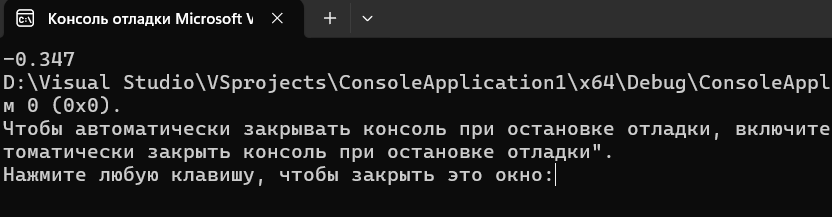 Консоль отладки Microsoft V
-0.347
D:\Visual Studio\VSprojects\ConsoleApplication1\x64\Debug\ConsoleAppl
м 0 (0x0).
Чтобы автоматически закрывать консоль при остановке отладки, включите
томатически закрыть консоль при остановке отладки".
Нажмите любую клавишу, чтобы закрыть это окно: